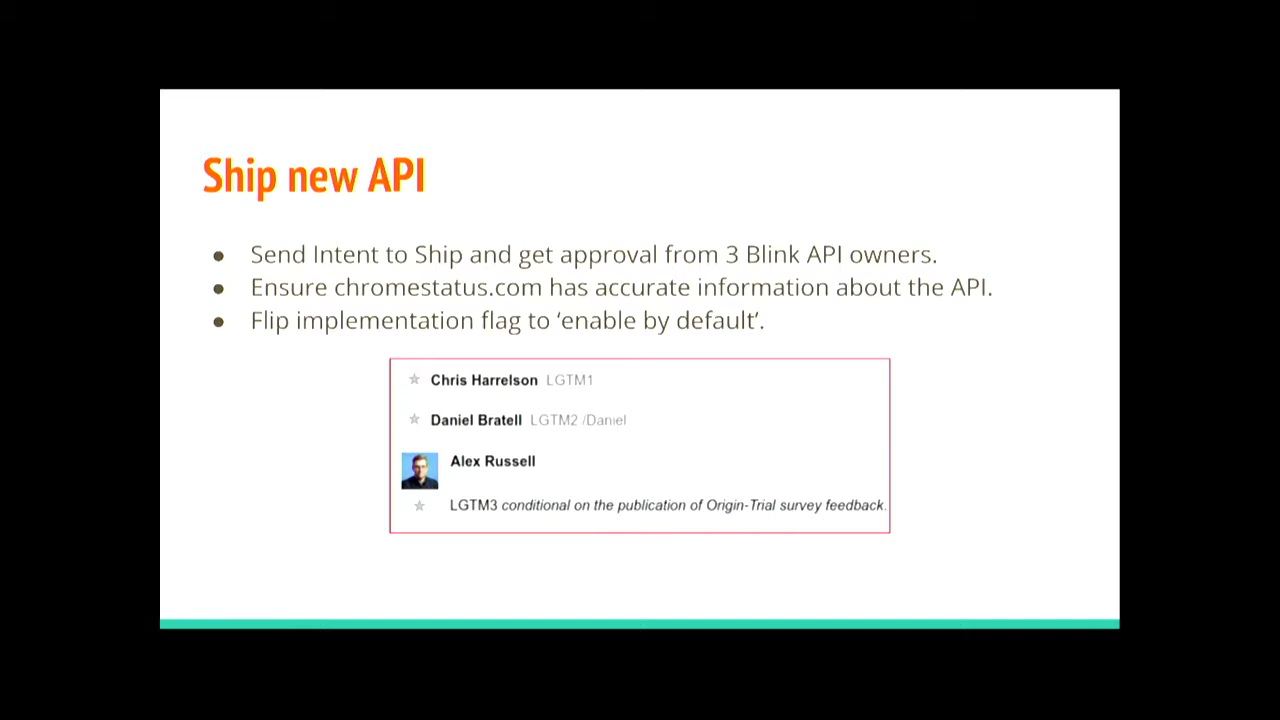 Ship new API
● Send Intent to Ship and get approval from 3 Blink API owners.
● Ensure chromestatus.com has accurate information about the API.
● Flip implementation flag to ‘enable by default’.
Chris Harrelson LGTM1
Daniel Bratell LGTM2 /Daniel
Alex Russell
LGTM3 conditional on the publication of Origin-Trial survey feedback.